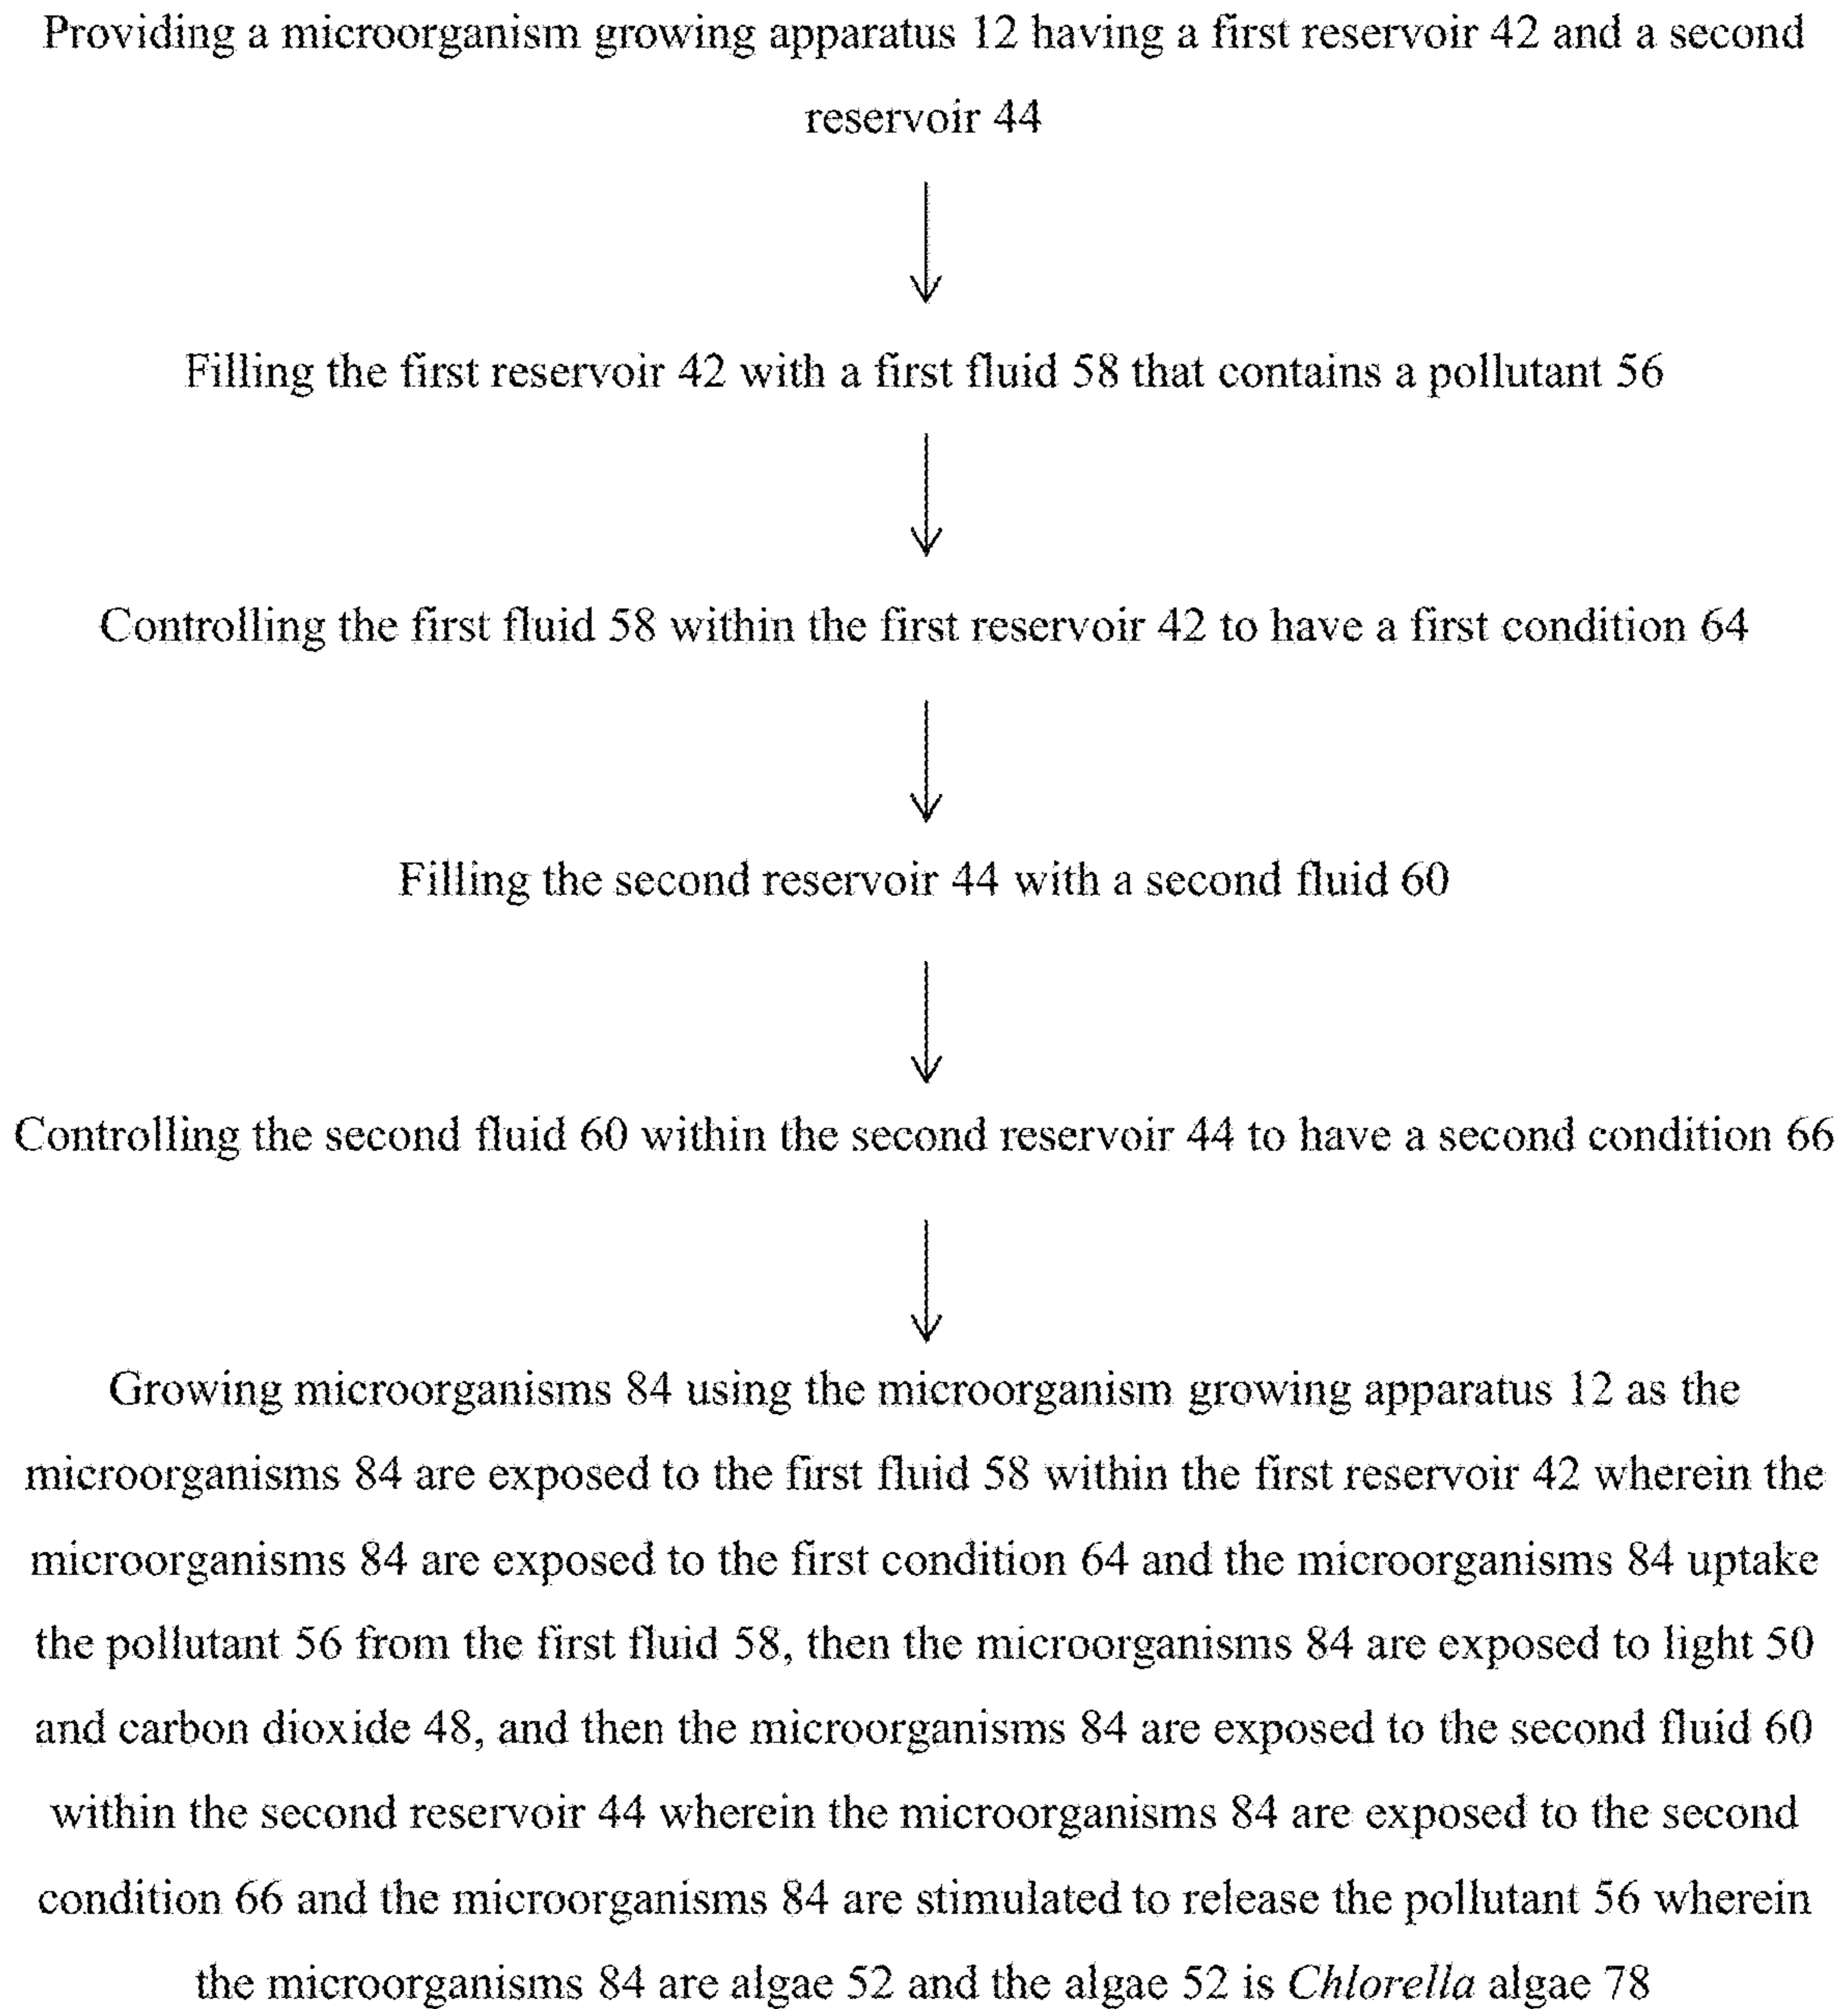 Providing a microorganism growing apparatus 12 having a first reservoir 42 and a second
reservoir 44
Filling the first reservoir 42 with a first fluid 58 that contains a pollutant 56
Controlling the first fluid 58 within the first reservoir 42 to have a first condition 64
Filling the second reservoir 44 with a second fluid 60
Controlling the second fluid 60 within the second reservoir 44 to have a second condition 66
Growing microorganisms 84 using the microorganism growing apparatus 12 as the
microorganisms 84 are exposed to the first fluid 58 within the first reservoir 42 wherein the
microorganisms 84 are exposed to the first condition 64 and the microorganisms 84 uptake
the pollutant 56 from the first fluid 58, then the microorganisms 84 are exposed to light 50
and carbon dioxide 48, and then the microorganisms 84 are exposed to the second fluid 60
within the second reservoir 44 wherein the microorganisms 84 are exposed to the second
condition 66 and the microorganisms 84 are stimulated to release the pollutant 56 wherein
the microorganisms 84 are algae 52 and the algae 52 is Chlorella algae 78